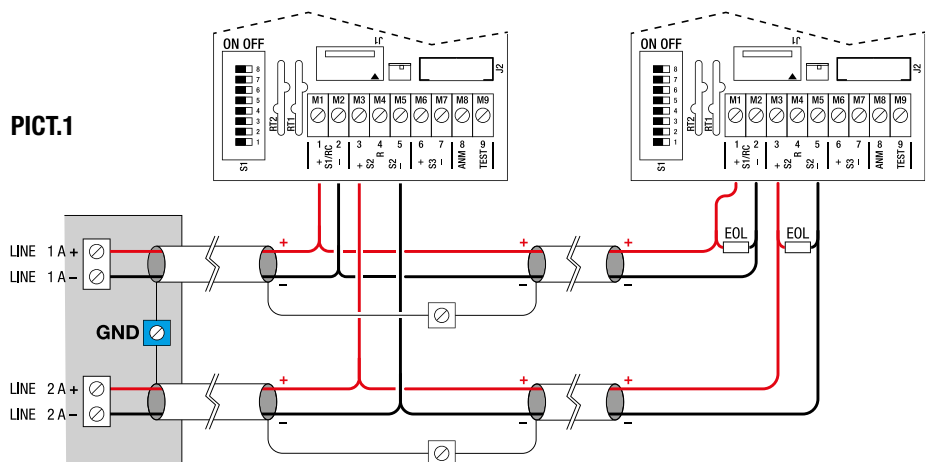 PICT.1
ON OFF
8
7
6
5
4
3
2
1
S1
RT2
RT1
J1
J2
M1 M2 M3 M4 M5 M6 M7 M8 M9
1 2 3 4 5 6 7 8 9
+ S1/RC − + S2 R S2 − + S3 − ANM TEST
ON OFF
8
7
6
5
4
3
2
1
S1
RT2
RT1
J1
J2
M1 M2 M3 M4 M5 M6 M7 M8 M9
1 2 3 4 5 6 7 8 9
+ S1/RC − + S2 R S2 − + S3 − ANM TEST
EOL EOL
LINE 1 A +
+ + +
LINE 1 A −
− − −
GND
LINE 2 A +
+ + +
LINE 2 A −
− − −